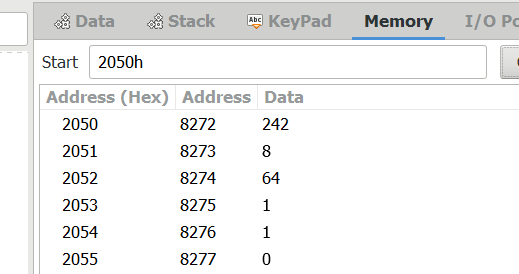 Data Stack KeyPad Memory I/O Po
Start 2050h
Address (Hex) Address Data
2050 8272 242
2051 8273 8
2052 8274 64
2053 8275 1
2054 8276 1
2055 8277 0